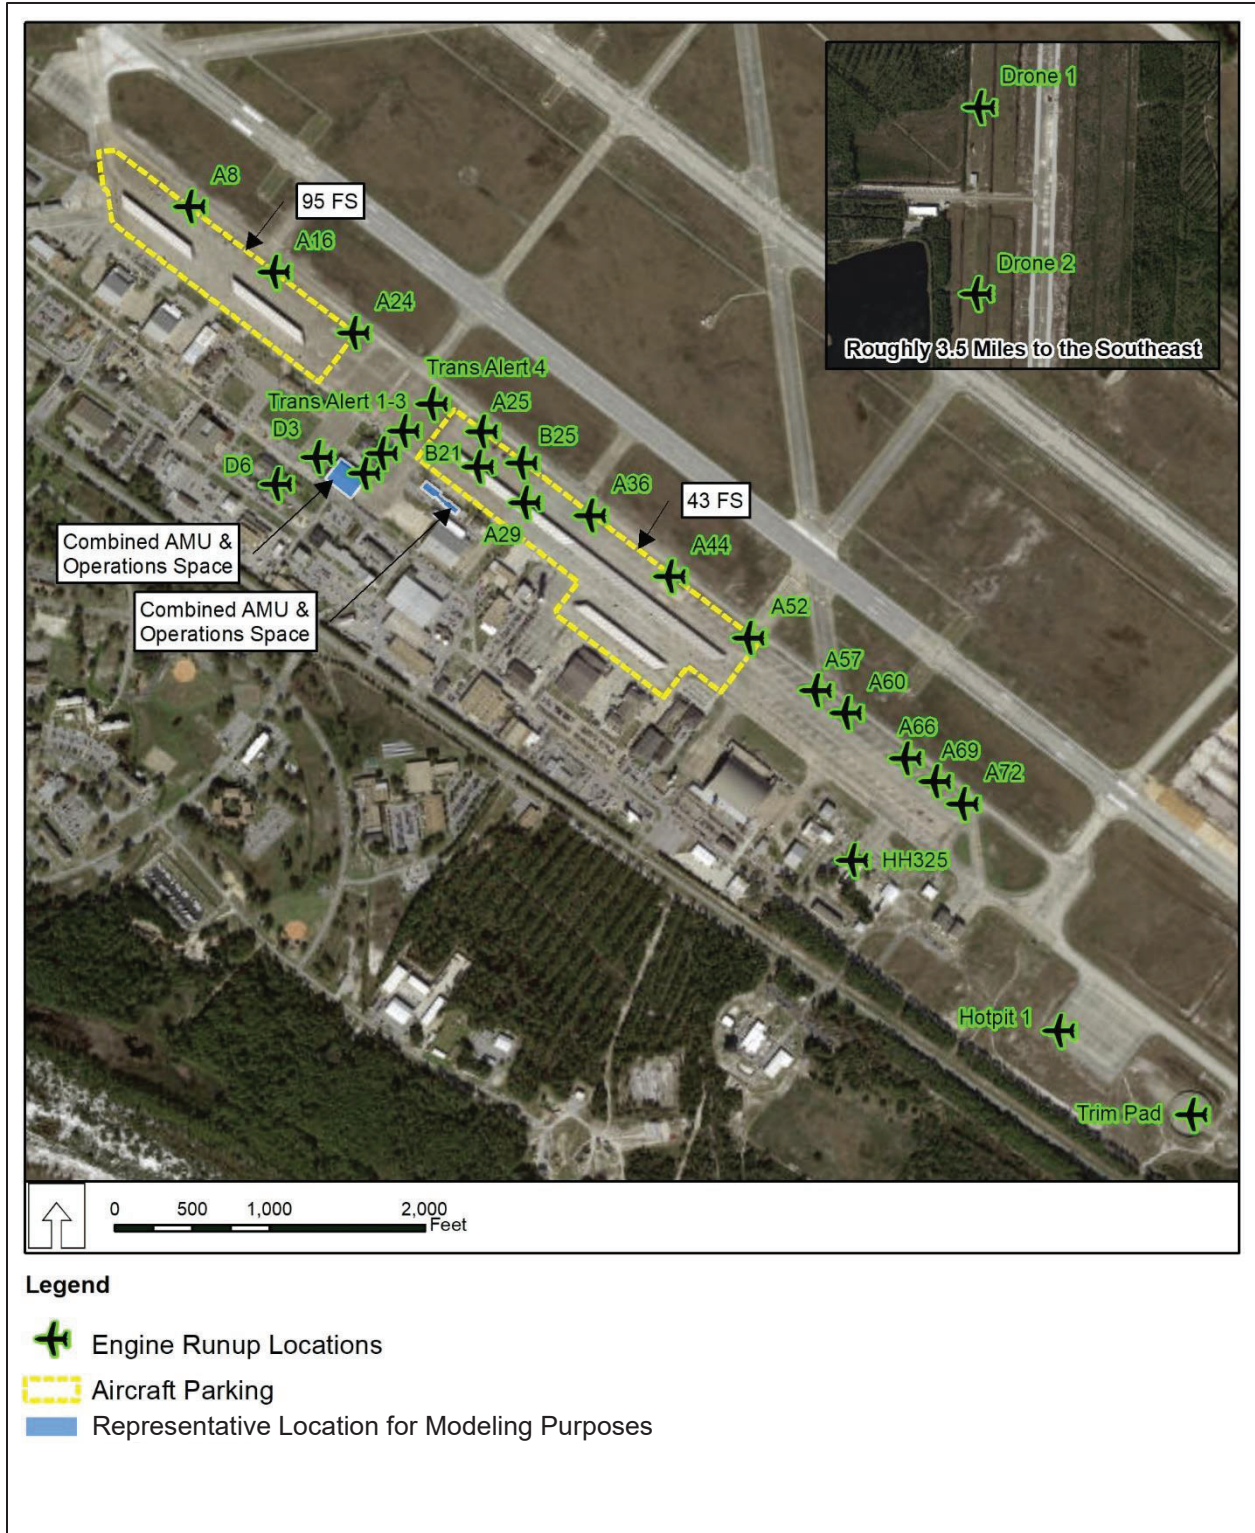 Drone 1
Drone 2
Roughly 3.5 Miles to the Southeast
A8
95 FS
A16
A24
Trans Alert 4
Trans Alert 1-3
A25
D3
B25
B21
D6
A36
43 FS
A29
A44
Combined AMU &
Operations Space
Combined AMU &
Operations Space
A52
A57
A60
A66
A69
A72
HH325
Hotpit 1
Trim Pad
0 500 1,000 2,000
Feet
Legend
Engine Runup Locations
Aircraft Parking
Representative Location for Modeling Purposes